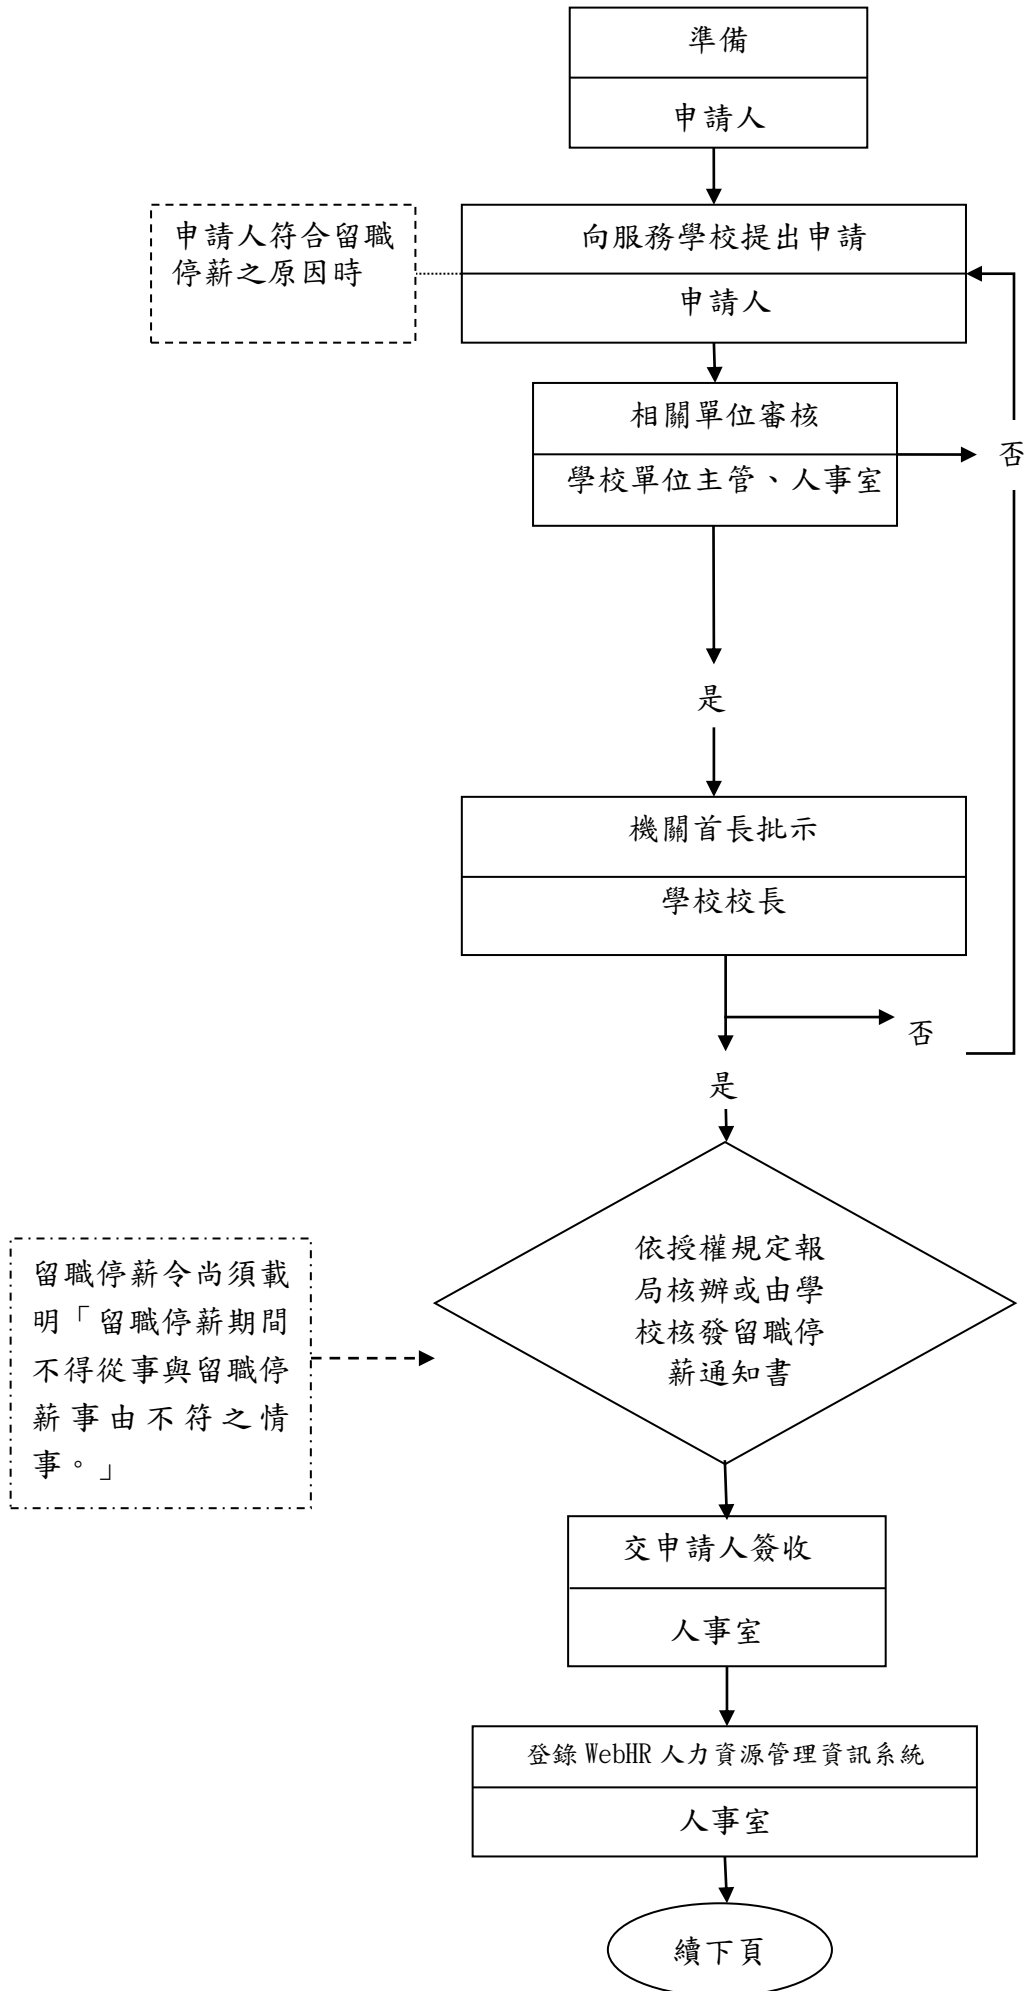 準備
申請人
申請人符合留職
停薪之原因時
向服務學校提出申請
申請人
相關單位審核
學校單位主管、人事室
否
是
機關首長批示
學校校長
否
是
依授權規定報
局核辦或由學
校核發留職停
薪通知書
留職停薪令尚須載
明「留職停薪期間
不得從事與留職停
薪事由不符之情
事。」
交申請人簽收
人事室
登錄 WebHR 人力資源管理資訊系統
人事室
續下頁